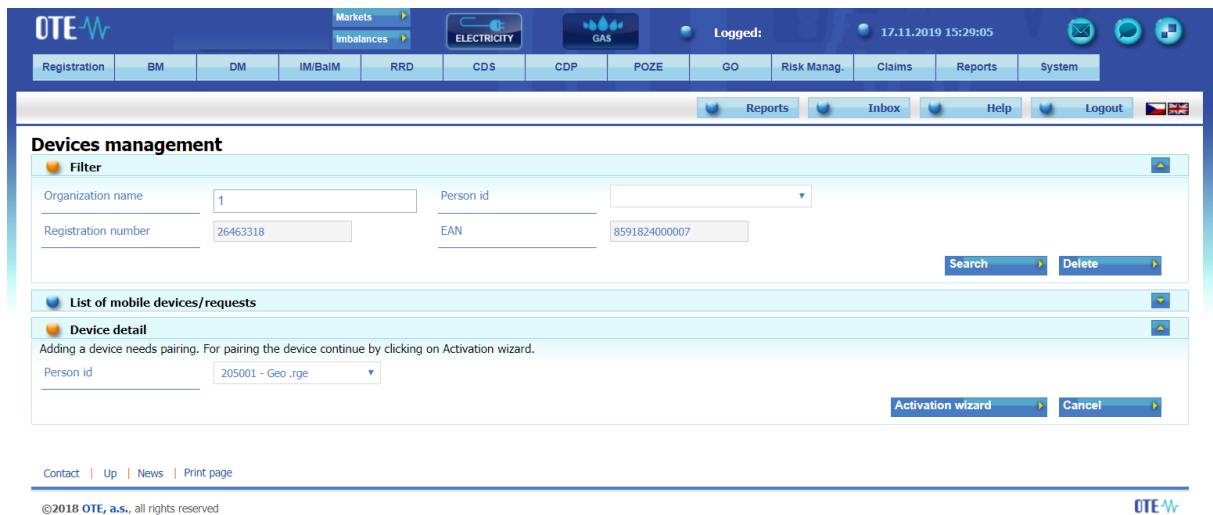 OTE
Markets
Imbalances
ELECTRICITY
GAS
Logged:
17.11.2019 15:29:05
Registration BM DM IM/BalM RRD CDS CDP POZE GO Risk Manag. Claims Reports System
Reports Inbox Help Logout
Devices management
Filter
Organization name 1 Person id
Registration number 26463318 EAN 8591824000007
Search Delete
List of mobile devices/requests
Device detail
Adding a device needs pairing. For pairing the device continue by clicking on Activation wizard.
Person id 205001 - Geo .rge
Activation wizard Cancel
Contact | Up | News | Print page
©2018 OTE, a.s., all rights reserved
OTE